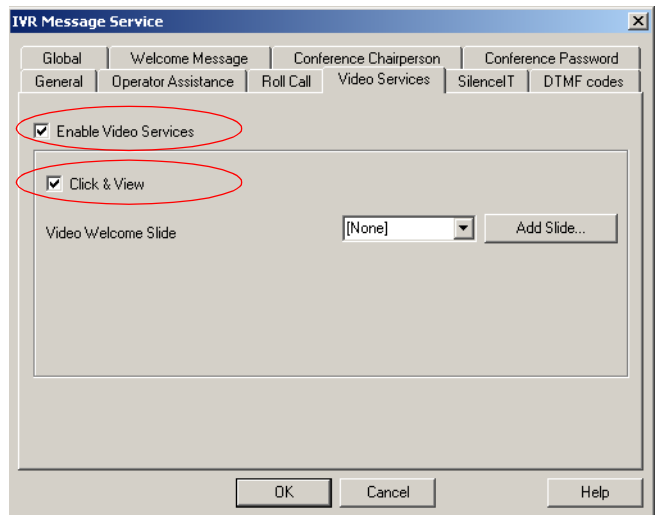 IVR Message Service
Global Welcome Message Conference Chairperson Conference Password
General Operator Assistance Roll Call Video Services SilenceIT DTMF codes
Enable Video Services
Click & View
Video Welcome Slide [None] Add Slide...
OK Cancel Help